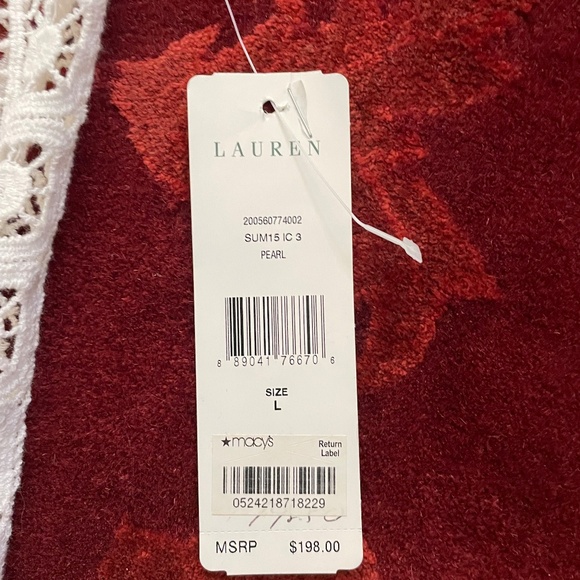 LAUREN
200560774002
SUM15 IC 3
PEARL
8 89041 76670 6
SIZE
L
★macy's Return
Label
0524218718229
MSRP $198.00